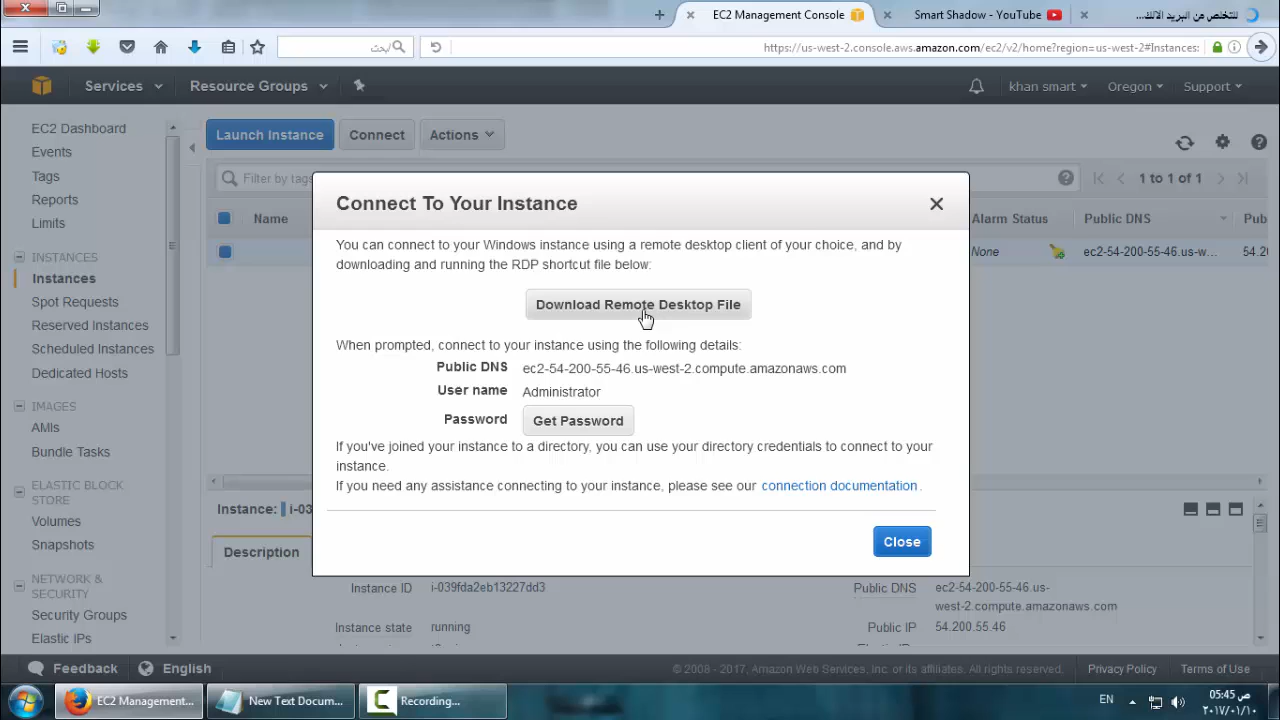 EC2 Management Console
Smart Shadow - YouTube
للتخلص من البريد الالك...
بحث
https://us-west-2.console.aws.amazon.com/ec2/v2/home?region=us-west-2#Instances:
Services
Resource Groups
khan smart
Oregon
Support
EC2 Dashboard
Events
Tags
Reports
Limits
INSTANCES
Instances
Spot Requests
Reserved Instances
Scheduled Instances
Dedicated Hosts
IMAGES
AMIs
Bundle Tasks
ELASTIC BLOCK
STORE
Volumes
Snapshots
NETWORK &
SECURITY
Security Groups
Elastic IPs
Launch Instance
Connect
Actions
Filter by tags
1 to 1 of 1
Name
Alarm Status
Public DNS
Pub
None
ec2-54-200-55-46.us-w...
54.20
Connect To Your Instance
You can connect to your Windows instance using a remote desktop client of your choice, and by
downloading and running the RDP shortcut file below:
Download Remote Desktop File
When prompted, connect to your instance using the following details:
Public DNS ec2-54-200-55-46.us-west-2.compute.amazonaws.com
User name Administrator
Password Get Password
If you've joined your instance to a directory, you can use your directory credentials to connect to your
instance.
If you need any assistance connecting to your instance, please see our connection documentation.
Close
Instance: i-03
Description
Instance ID i-039fda2eb13227dd3
Public DNS ec2-54-200-55-46.us-
west-2.compute.amazonaws.com
Instance state running
Public IP 54.200.55.46
Feedback
English
© 2008 - 2017, Amazon Web Services, Inc. or its affiliates. All rights reserved.
Privacy Policy
Terms of Use
EC2 Management...
New Text Docum...
Recording...
EN
05:45 ص
٢٠١٧/٠١/١٠